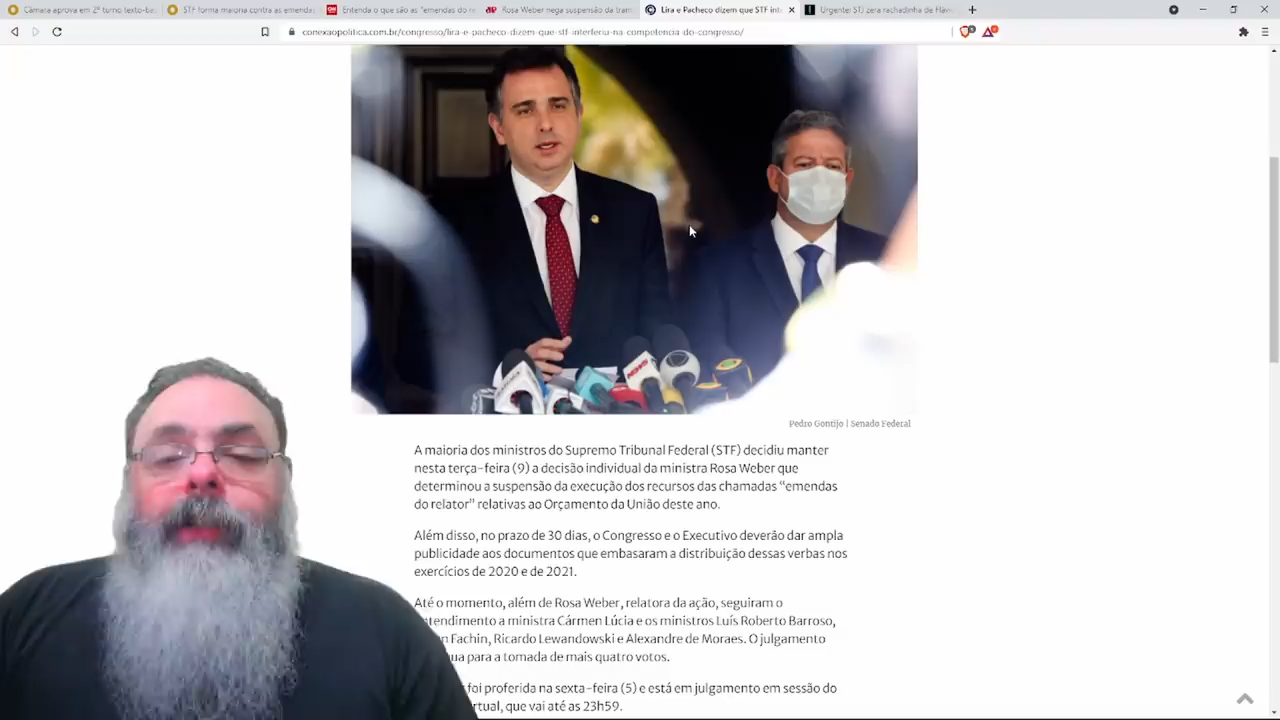 Câmara aprova em 2º turno texto-bas
STF forma maioria contra as emendas
Entenda o que são as "emendas do re
Rosa Weber nega suspensão da tram
Lira e Pacheco dizem que STF inte
Urgente! STJ zera rachadinha de Fláv
conexaopolitica.com.br/congresso/lira-e-pacheco-dizem-que-stf-interferiu-na-competencia-do-congresso/
Pedro Gontijo | Senado Federal
A maioria dos ministros do Supremo Tribunal Federal (STF) decidiu manter
nesta terça-feira (9) a decisão individual da ministra Rosa Weber que
determinou a suspensão da execução dos recursos das chamadas “emendas
do relator” relativas ao Orçamento da União deste ano.
Além disso, no prazo de 30 dias, o Congresso e o Executivo deverão dar ampla
publicidade aos documentos que embasaram a distribuição dessas verbas nos
exercícios de 2020 e de 2021.
Até o momento, além de Rosa Weber, relatora da ação, seguiram o
ntendimento a ministra Cármen Lúcia e os ministros Luís Roberto Barroso,
n Fachin, Ricardo Lewandowski e Alexandre de Moraes. O julgamento
ua para a tomada de mais quatro votos.
foi proferida na sexta-feira (5) e está em julgamento em sessão do
rtual, que vai até as 23h59.